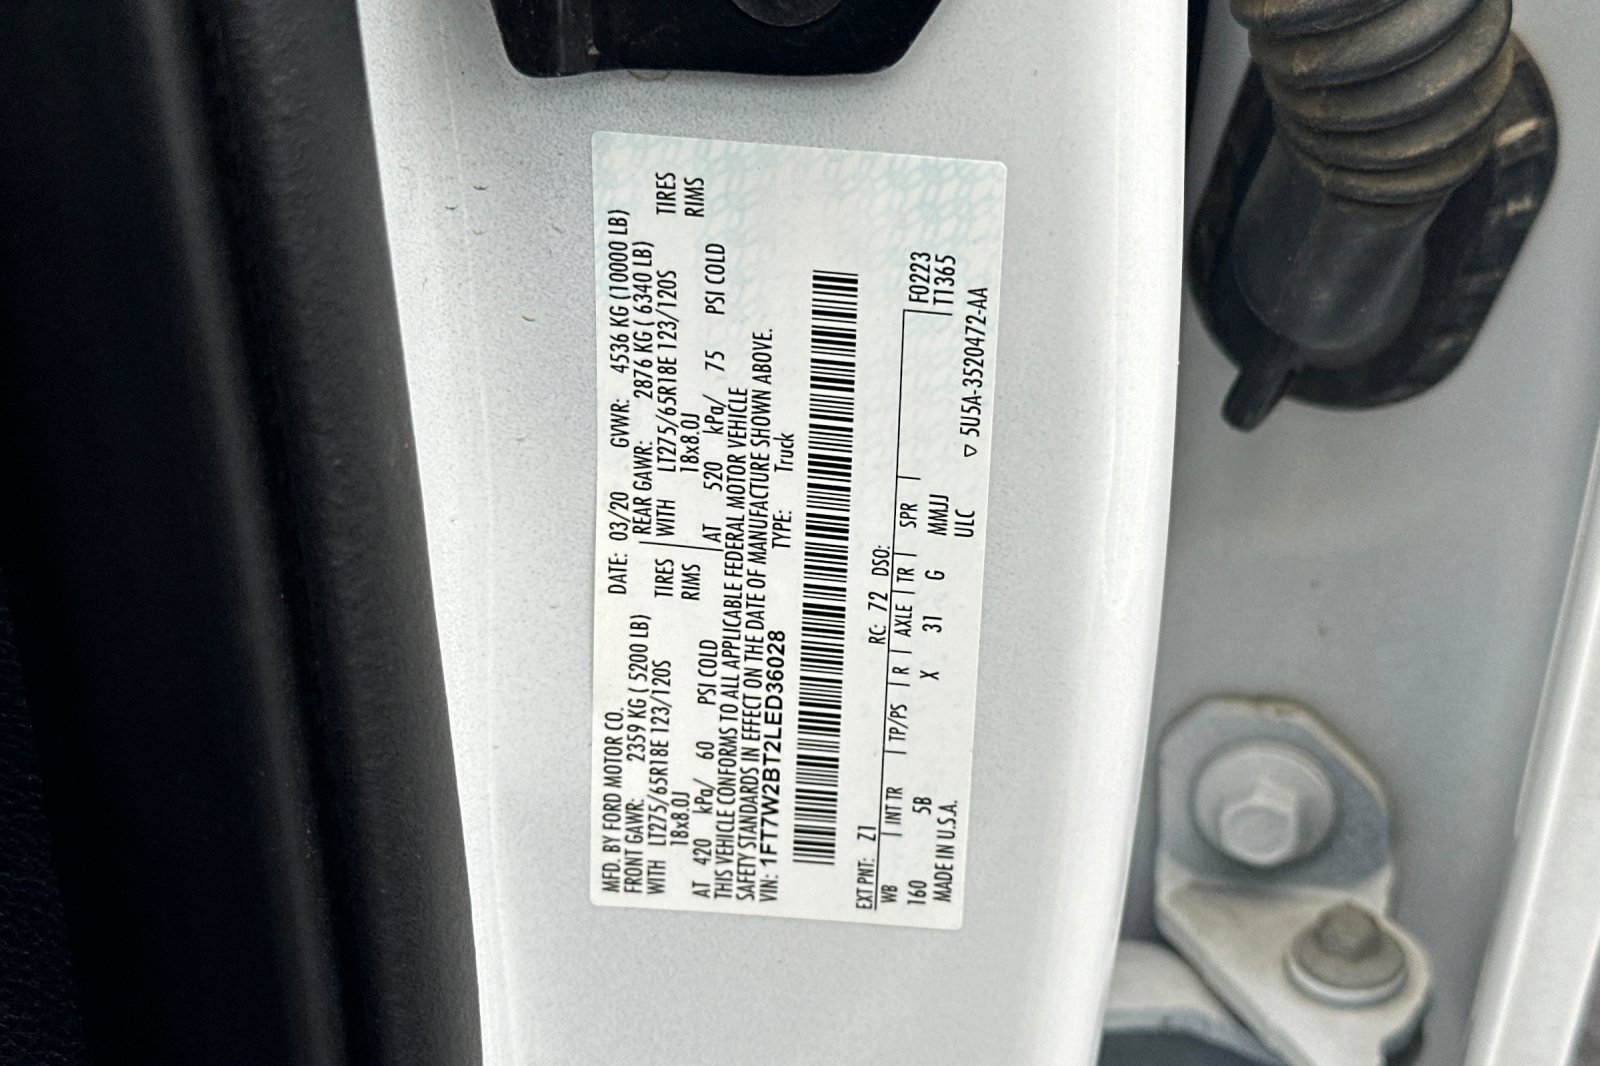 MFD. BY FORD MOTOR CO.
DATE: 03/20 GVWR: 4536 KG (10000 LB)
FRONT GAWR: 2359 KG ( 5200 LB) REAR GAWR: 2876 KG ( 6340 LB)
WITH LT275/65R18E 123/120S TIRES WITH LT275/65R18E 123/120S TIRES
18x8.0J RIMS 18x8.0J RIMS
AT 420 kPa/ 60 PSI COLD AT 520 kPa/ 75 PSI COLD
THIS VEHICLE CONFORMS TO ALL APPLICABLE FEDERAL MOTOR VEHICLE
SAFETY STANDARDS IN EFFECT ON THE DATE OF MANUFACTURE SHOWN ABOVE.
VIN: 1FT7W2BT2LED36028 TYPE: Truck
EXT PNT: Z1 RC: 72 DSO:
WB INT TR TP/PS R AXLE TR SPR F0223
160 5B X 31 G MMJJ T1365
MADE IN U.S.A. ULC ▽ 5U5A-3520472-AA